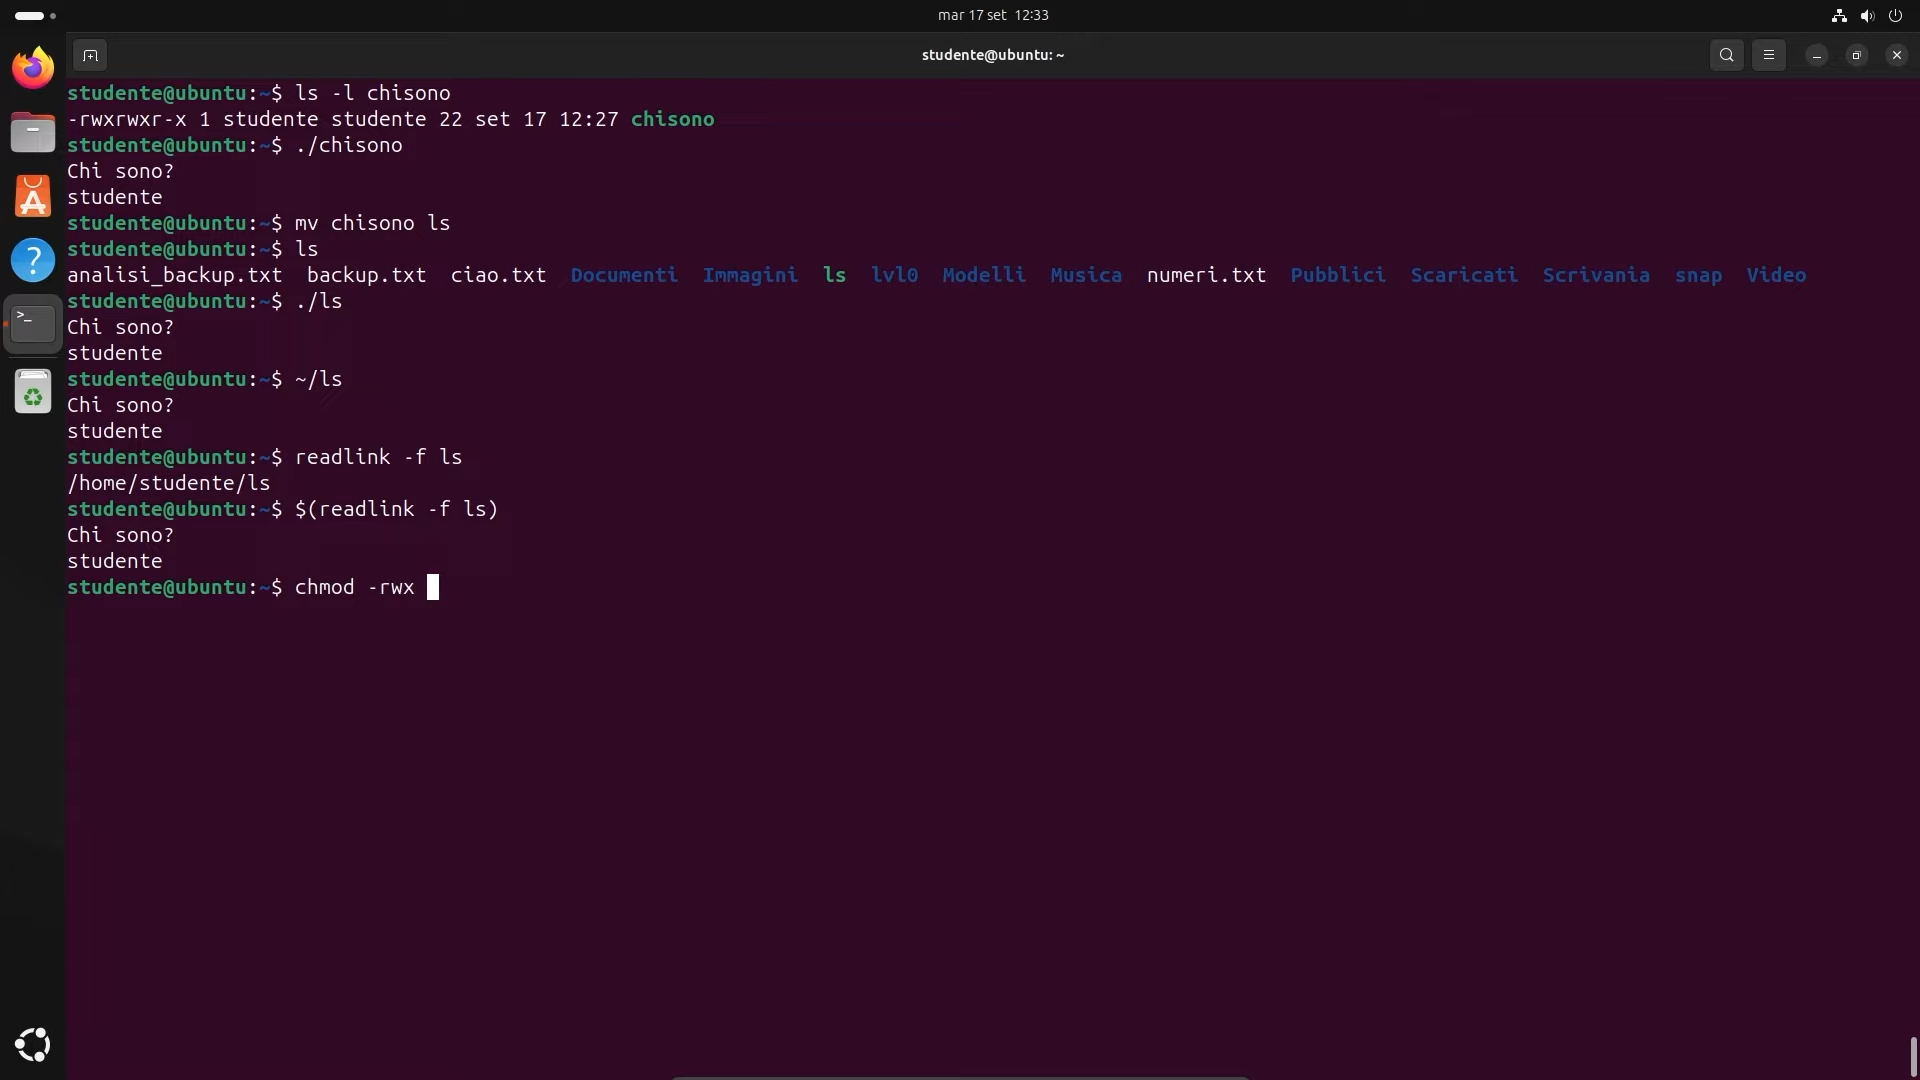 mar 17 set 12:33
studente@ubuntu: ~
studente@ubuntu:~$ ls -l chisono
-rwxrwxr-x 1 studente studente 22 set 17 12:27 chisono
studente@ubuntu:~$ ./chisono
Chi sono?
studente
studente@ubuntu:~$ mv chisono ls
studente@ubuntu:~$ ls
analisi_backup.txt backup.txt ciao.txt Documenti Immagini ls lvl0 Modelli Musica numeri.txt Pubblici Scaricati Scrivania snap Video
studente@ubuntu:~$ ./ls
Chi sono?
studente
studente@ubuntu:~$ ~/ls
Chi sono?
studente
studente@ubuntu:~$ readlink -f ls
/home/studente/ls
studente@ubuntu:~$ $(readlink -f ls)
Chi sono?
studente
studente@ubuntu:~$ chmod -rwx